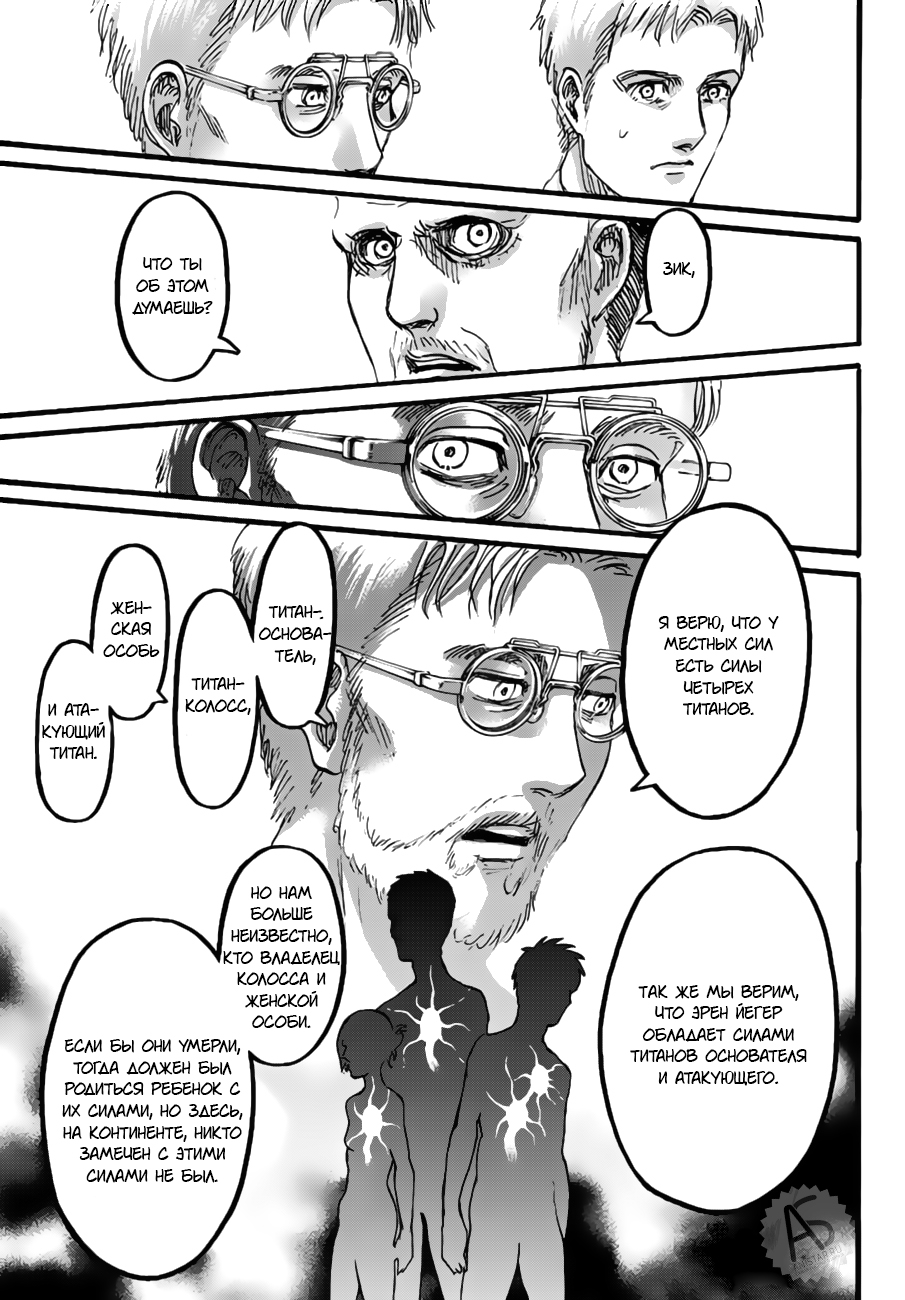 ЗИК,
ЧТО ТЫ
ОБ ЭТОМ
ДУМАЕШЬ?
Я ВЕРЮ, ЧТО У
МЕСТНЫХ СИЛ
ЕСТЬ СИЛЫ
ЧЕТЫРЕХ
ТИТАНОВ.
ТИТАН-
ОСНОВА-
ТЕЛЬ,
ТИТАН-
КОЛОСС,
ЖЕН-
СКАЯ
ОСОБЬ
И АТА-
КУЮЩИЙ
ТИТАН.
ТАК ЖЕ МЫ ВЕРИМ,
ЧТО ЭРЕН ЙЕГЕР
ОБЛАДАЕТ СИЛАМИ
ТИТАНОВ ОСНОВАТЕЛЯ
И АТАКУЮЩЕГО.
НО НАМ
БОЛЬШЕ
НЕИЗВЕСТНО,
КТО ВЛАДЕЛЕЦ
КОЛОССА И
ЖЕНСКОЙ
ОСОБИ.
ЕСЛИ БЫ ОНИ УМЕРЛИ,
ТОГДА ДОЛЖЕН БЫЛ
РОДИТЬСЯ РЕБЕНОК С
ИХ СИЛАМИ, НО ЗДЕСЬ,
НА КОНТИНЕНТЕ, НИКТО
ЗАМЕЧЕН С ЭТИМИ
СИЛАМИ НЕ БЫЛ.